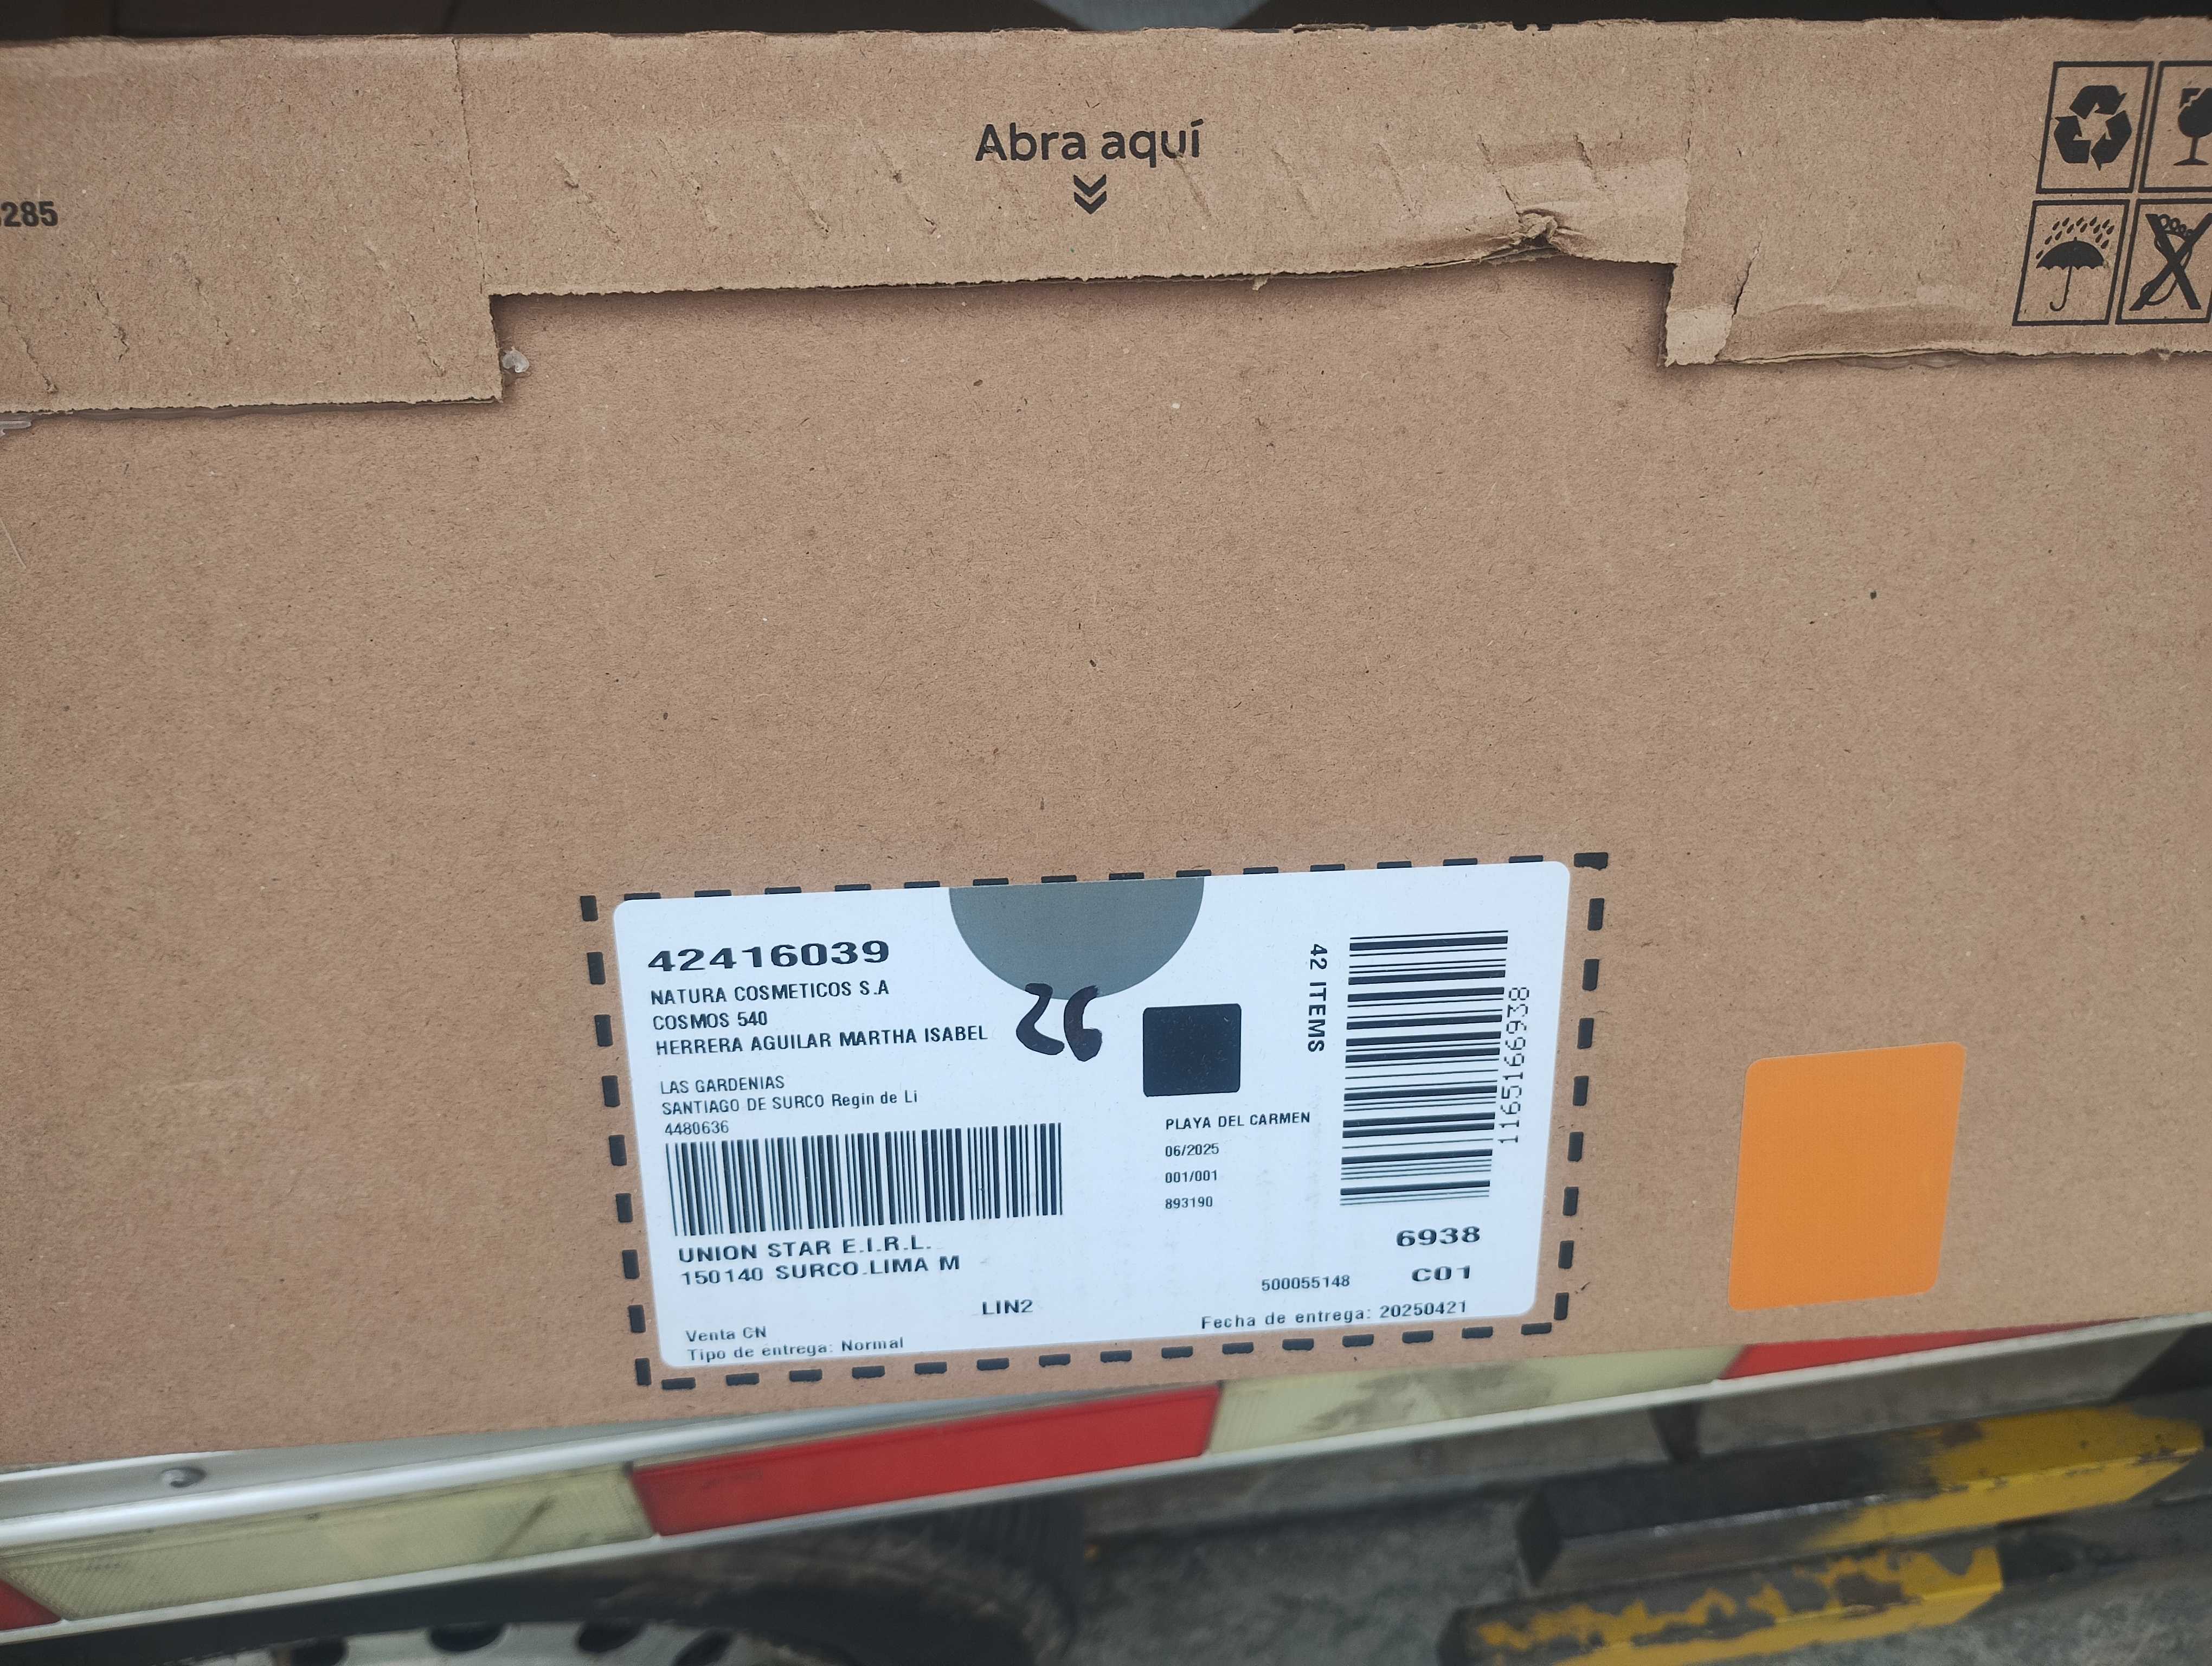 Abra aquí
285
42416039
NATURA COSMETICOS S.A
COSMOS 540
HERRERA AGUILAR MARTHA ISABEL
LAS GARDENIAS
SANTIAGO DE SURCO Regin de Li
4480636
UNION STAR E.I.R.L.
150140 SURCO.LIMA M
LIN2
Venta CN
Tipo de entrega: Normal
PLAYA DEL CARMEN
06/2025
001/001
893190
42 ITEMS
1165166938
6938
500055148 C01
Fecha de entrega: 20250421